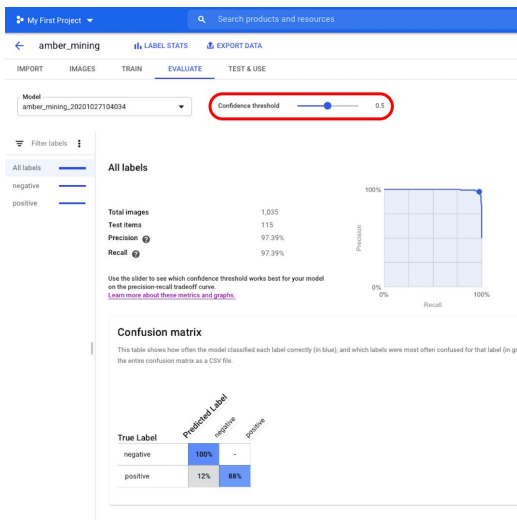 My First Project
Search products and resources
amber_mining
LABEL STATS
EXPORT DATA
IMPORT IMAGES TRAIN EVALUATE TEST & USE
Model
amber_mining_20201027104034
Confidence threshold 0.5
Filter labels
All labels
negative
positive
All labels
Total images 1,035
Test items 115
Precision 97.39%
Recall 97.39%
Use the slider to see which confidence threshold works best for your model
on the precision-recall tradeoff curve.
Learn more about these metrics and graphs.
100%
Precision
0%
0% 100%
Recall
Confusion matrix
This table shows how often the model classified each label correctly (in blue), and which labels were most often confused for that label (in gr
the entire confusion matrix as a CSV file.
True Label Predicted Label negative positive
negative 100% -
positive 12% 88%